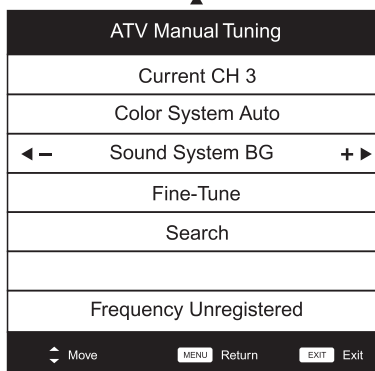 ATV Manual Tuning
Current CH 3
Color System Auto
− Sound System BG +
Fine-Tune
Search
Frequency Unregistered
Move MENU Return EXIT Exit